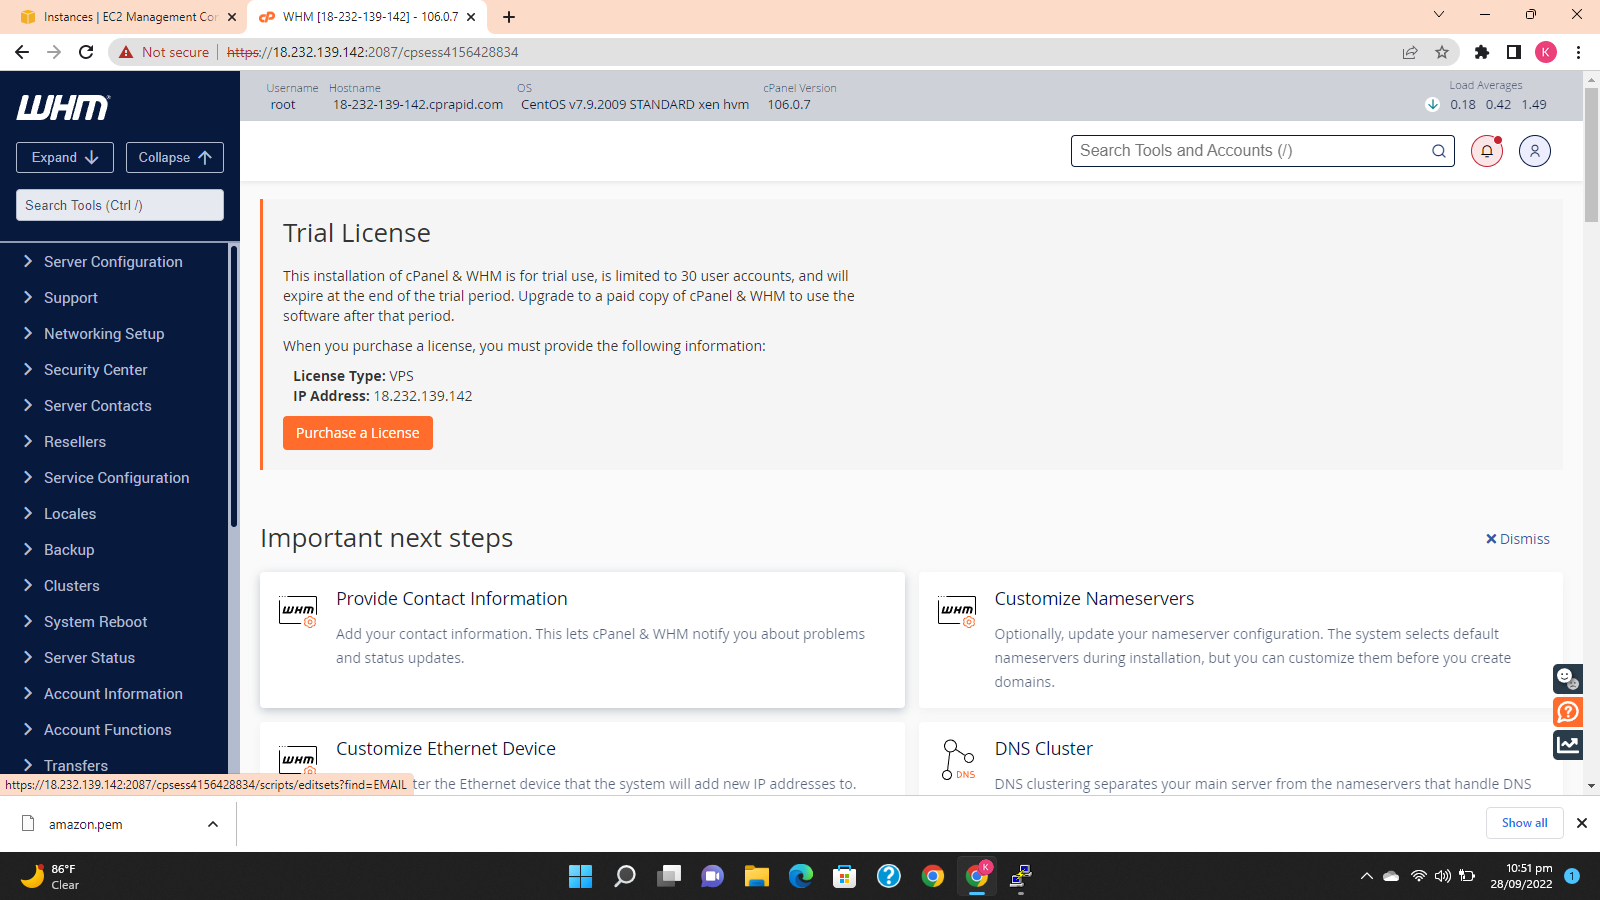 Instances | EC2 Management Cor
WHM [18-232-139-142] - 106.0.7
Not secure
https://18.232.139.142:2087/cpsess4156428834
K
WHM
Expand
Collapse
Search Tools (Ctrl /)
Server Configuration
Support
Networking Setup
Security Center
Server Contacts
Resellers
Service Configuration
Locales
Backup
Clusters
System Reboot
Server Status
Account Information
Account Functions
Transfers
Username Hostname OS cPanel Version
root 18-232-139-142.cprapid.com CentOS v7.9.2009 STANDARD xen hvm 106.0.7
Load Averages
0.18 0.42 1.49
Search Tools and Accounts (/)
Trial License
This installation of cPanel & WHM is for trial use, is limited to 30 user accounts, and will
expire at the end of the trial period. Upgrade to a paid copy of cPanel & WHM to use the
software after that period.
When you purchase a license, you must provide the following information:
License Type: VPS
IP Address: 18.232.139.142
Purchase a License
Important next steps
Dismiss
WHM
Provide Contact Information
Add your contact information. This lets cPanel & WHM notify you about problems
and status updates.
WHM
Customize Nameservers
Optionally, update your nameserver configuration. The system selects default
nameservers during installation, but you can customize them before you create
domains.
WHM
Customize Ethernet Device
ter the Ethernet device that the system will add new IP addresses to.
DNS
DNS Cluster
DNS clustering separates your main server from the nameservers that handle DNS
https://18.232.139.142:2087/cpsess4156428834/scripts/editsets?find=EMAIL
amazon.pem
Show all
86°F
Clear
K
10:51 pm
28/09/2022
1